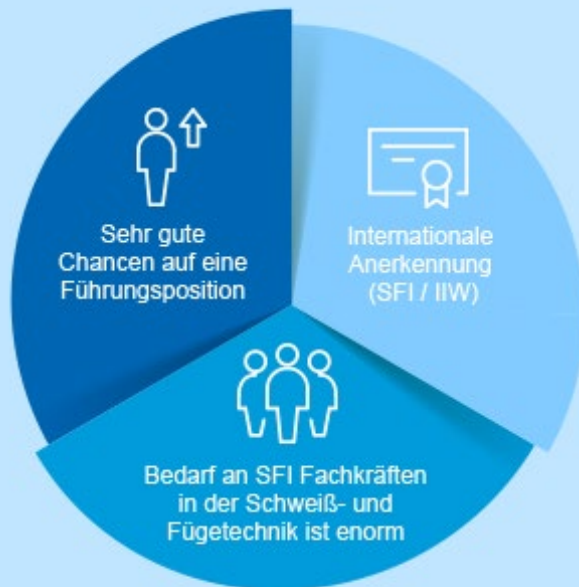 Sehr gute
Chancen auf eine
Führungsposition
Internationale
Anerkennung
(SFI / IIW)
Bedarf an SFI Fachkräften
in der Schweiß- und
Fügetechnik ist enorm